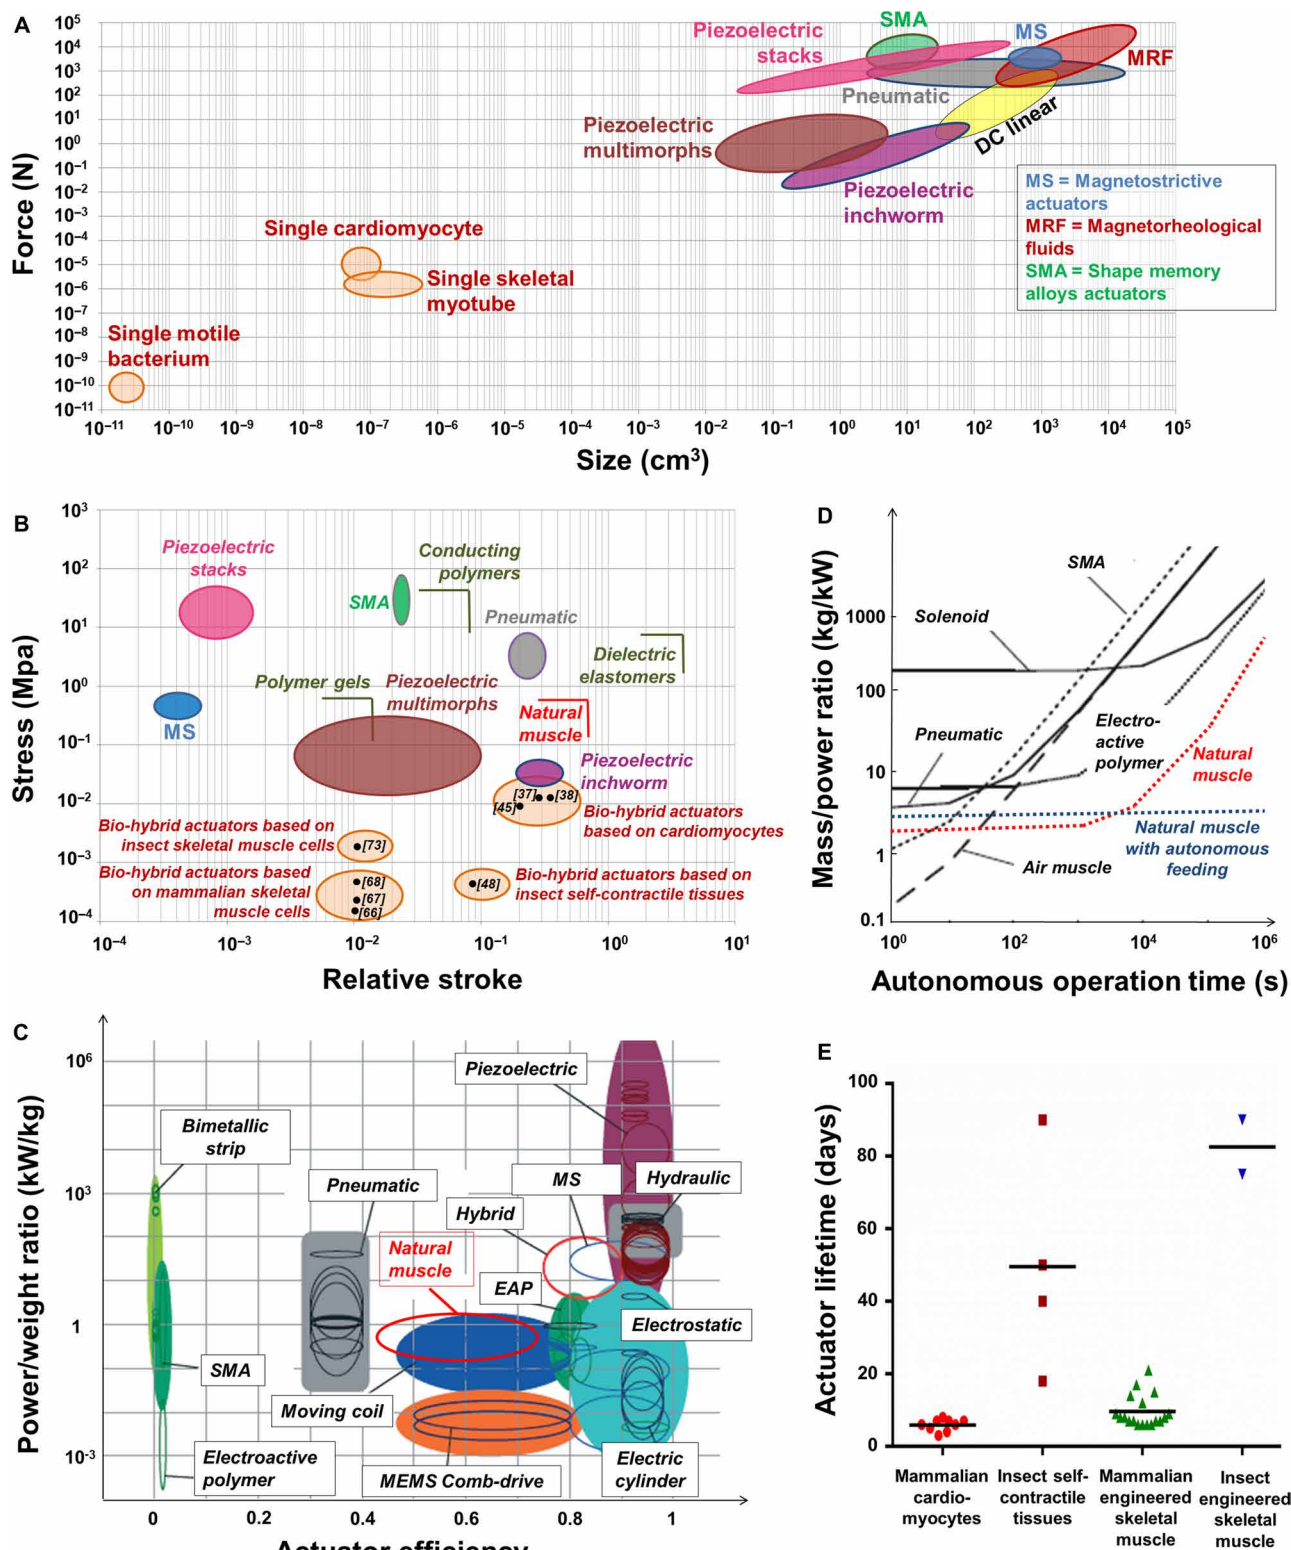 A
Force (N)
10⁵
10⁴
10³
10²
10¹
10⁰
10⁻¹
10⁻²
10⁻³
10⁻⁴
10⁻⁵
10⁻⁶
10⁻⁷
10⁻⁸
10⁻⁹
10⁻¹⁰
10⁻¹¹
Piezoelectric
stacks
SMA
MS
MRF
Pneumatic
DC linear
Piezoelectric
multimorphs
Piezoelectric
inchworm
Single cardiomyocyte
Single skeletal
myotube
Single motile
bacterium
MS = Magnetostrictive
actuators
MRF = Magnetorheological
fluids
SMA = Shape memory
alloys actuators
10⁻¹¹ 10⁻¹⁰ 10⁻⁹ 10⁻⁸ 10⁻⁷ 10⁻⁶ 10⁻⁵ 10⁻⁴ 10⁻³ 10⁻² 10⁻¹ 10⁰ 10¹ 10² 10³ 10⁴ 10⁵
Size (cm³)
B
Stress (Mpa)
10³
10²
10¹
10⁰
10⁻¹
10⁻²
10⁻³
10⁻⁴
Piezoelectric
stacks
Conducting
polymers
SMA
Pneumatic
Dielectric
elastomers
Polymer gels
Piezoelectric
multimorphs
MS
Natural
muscle
Piezoelectric
inchworm
[37]
[38]
[45]
Bio-hybrid actuators
based on cardiomyocytes
Bio-hybrid actuators based on
insect skeletal muscle cells
[73]
Bio-hybrid actuators based
on mammalian skeletal
muscle cells
[68]
[67]
[66]
[48]
Bio-hybrid actuators based on
insect self-contractile tissues
10⁻⁴ 10⁻³ 10⁻² 10⁻¹ 10⁰ 10¹
Relative stroke
D
Mass/power ratio (kg/kW)
1000
100
10
1
0.1
SMA
Solenoid
Pneumatic
Electro-
active
polymer
Natural
muscle
Air muscle
Natural muscle
with autonomous
feeding
10⁰ 10² 10⁴ 10⁶
Autonomous operation time (s)
C
Power/weight ratio (kW/kg)
10⁶
10³
1
10⁻³
Piezoelectric
Bimetallic
strip
Pneumatic
MS
Hydraulic
Hybrid
Natural
muscle
EAP
Electrostatic
SMA
Moving coil
Electroactive
polymer
MEMS Comb-drive
Electric
cylinder
0 0.2 0.4 0.6 0.8 1
Actuator efficiency
E
Actuator lifetime (days)
100
80
60
40
20
0
Mammalian
cardio-
myocytes
Insect self-
contractile
tissues
Mammalian
engineered
skeletal
muscle
Insect
engineered
skeletal
muscle